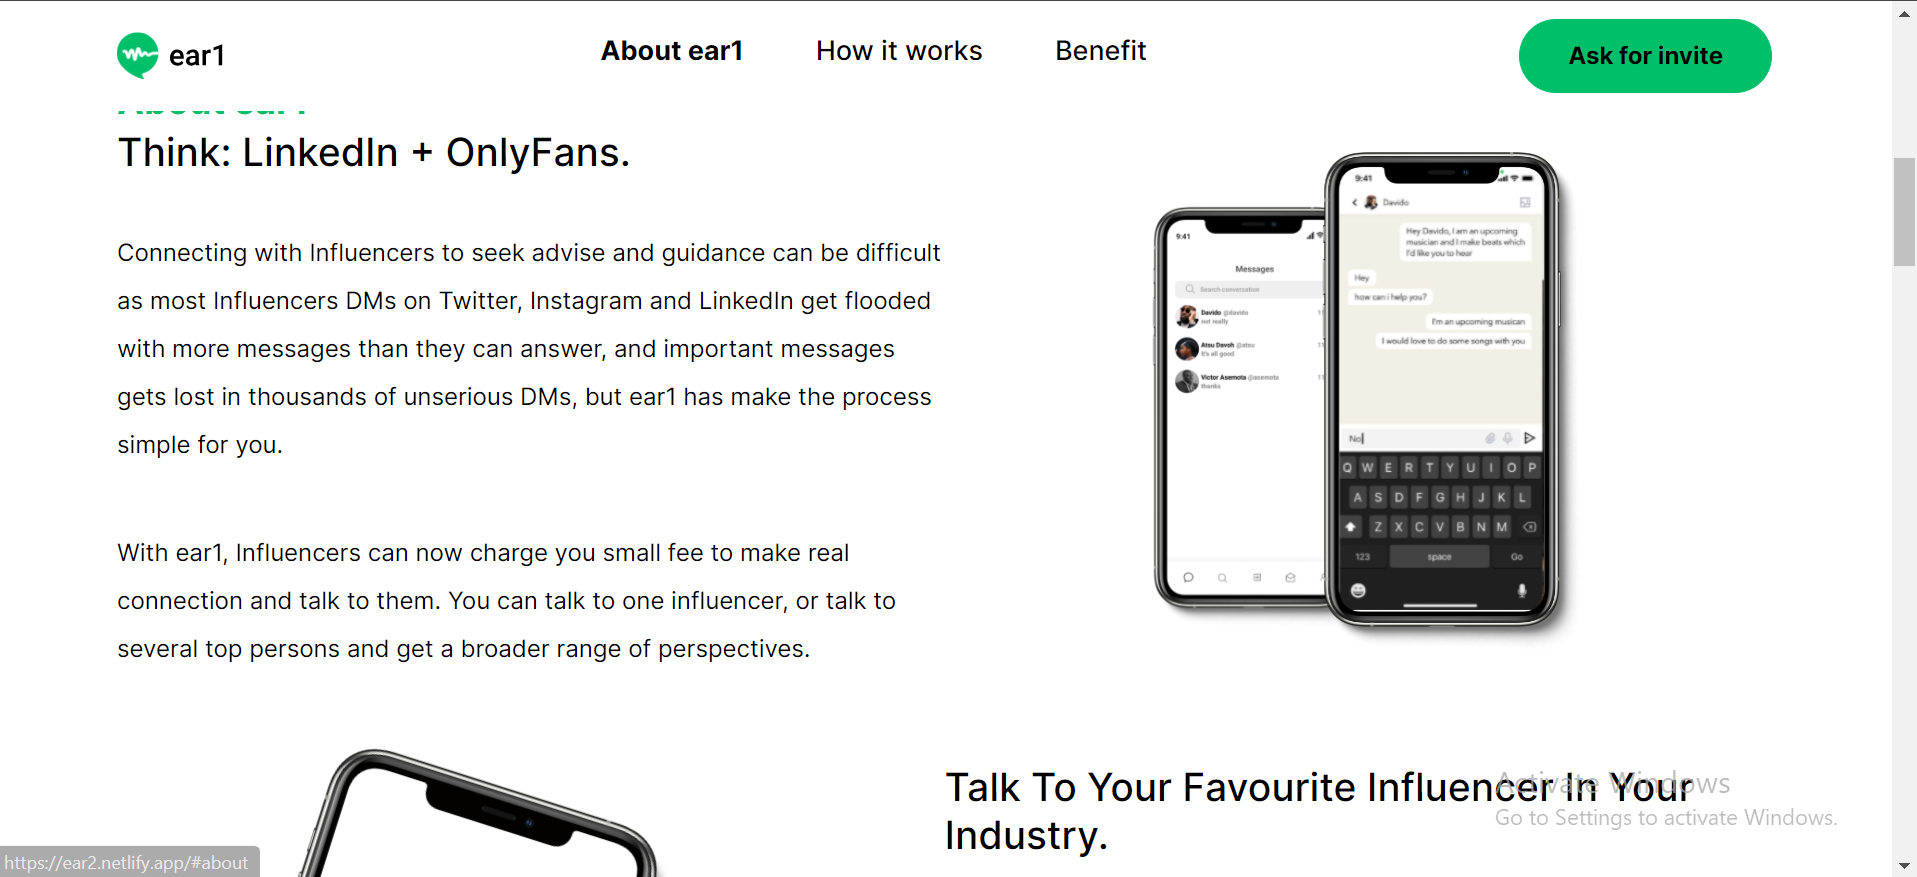 ear1
About ear1
How it works
Benefit
Ask for invite
About ear1
Think: LinkedIn + OnlyFans.
Connecting with Influencers to seek advise and guidance can be difficult
as most Influencers DMs on Twitter, Instagram and LinkedIn get flooded
with more messages than they can answer, and important messages
gets lost in thousands of unserious DMs, but ear1 has make the process
simple for you.
With ear1, Influencers can now charge you small fee to make real
connection and talk to them. You can talk to one influencer, or talk to
several top persons and get a broader range of perspectives.
9:41
Messages
Search conversation
Davido @davido
not really
11
Atsu Davoh @atsu
It's all good
11
Victor Asemota @asemota
thanks
11
9:41
Davido
Hey Davido, I am an upcoming
musician and I make beats which
I'd like you to hear
Hey
how can i help you?
I'm an upcoming musican
I would love to do some songs with you
No
Q W E R T Y U I O P
A S D F G H J K L
Z X C V B N M
123 space Go
Talk To Your Favourite Influencer In Your
Industry.
Activate Windows
Go to Settings to activate Windows.
https://ear2.netlify.app/#about